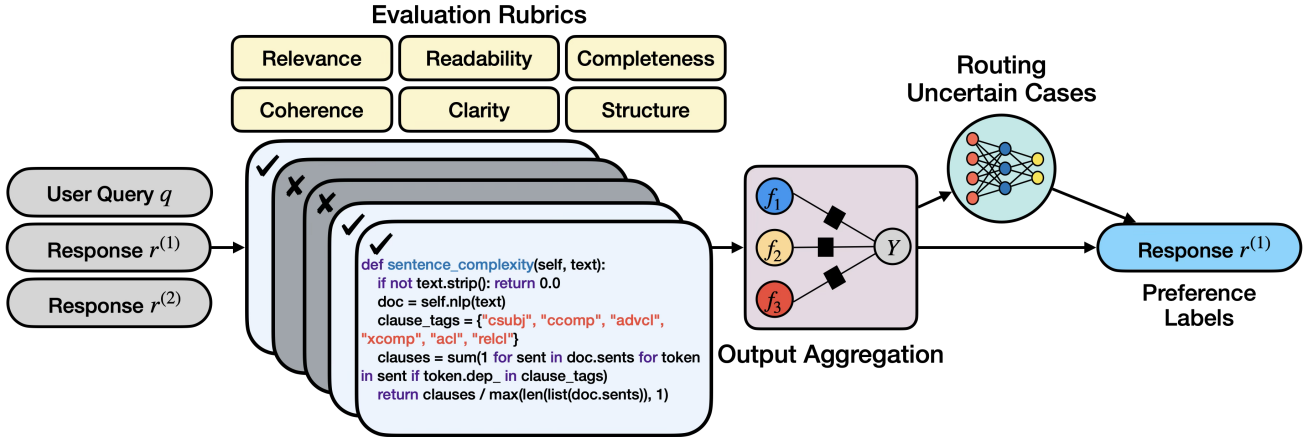 Evaluation Rubrics
Relevance
Readability
Completeness
Coherence
Clarity
Structure
User Query q
Response r⁽¹⁾
Response r⁽²⁾
✓
✗
✗
✓
✓
def sentence_complexity(self, text):
if not text.strip(): return 0.0
doc = self.nlp(text)
clause_tags = {"csubj", "ccomp", "advcl",
"xcomp", "acl", "relcl"}
clauses = sum(1 for sent in doc.sents for token
in sent if token.dep_ in clause_tags)
return clauses / max(len(list(doc.sents)), 1)
f₁
f₂
f₃
Y
Output Aggregation
Routing
Uncertain Cases
Response r⁽¹⁾
Preference
Labels